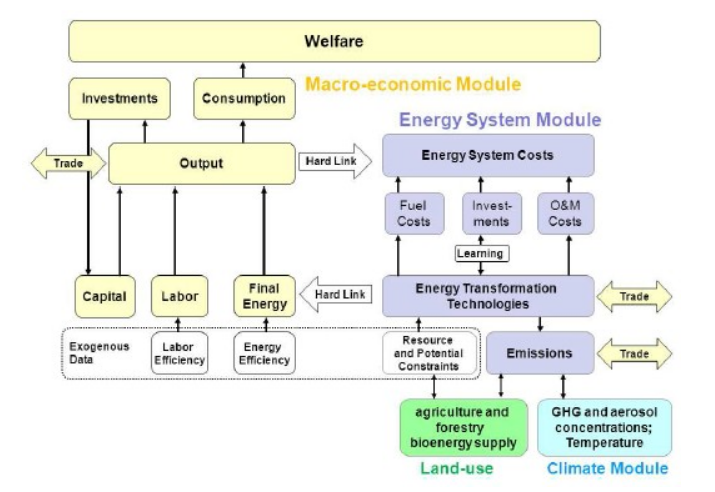 Welfare
Macro-economic Module
Investments
Consumption
Energy System Module
Trade
Output
Hard Link
Energy System Costs
Fuel
Costs
Invest-
ments
O&M
Costs
Learning
Capital
Labor
Final
Energy
Hard Link
Energy Transformation
Technologies
Trade
Exogenous
Data
Labor
Efficiency
Energy
Efficiency
Resource
and Potential
Constraints
Emissions
Trade
agriculture and
forestry
bioenergy supply
GHG and aerosol
concentrations;
Temperature
Land-use
Climate Module